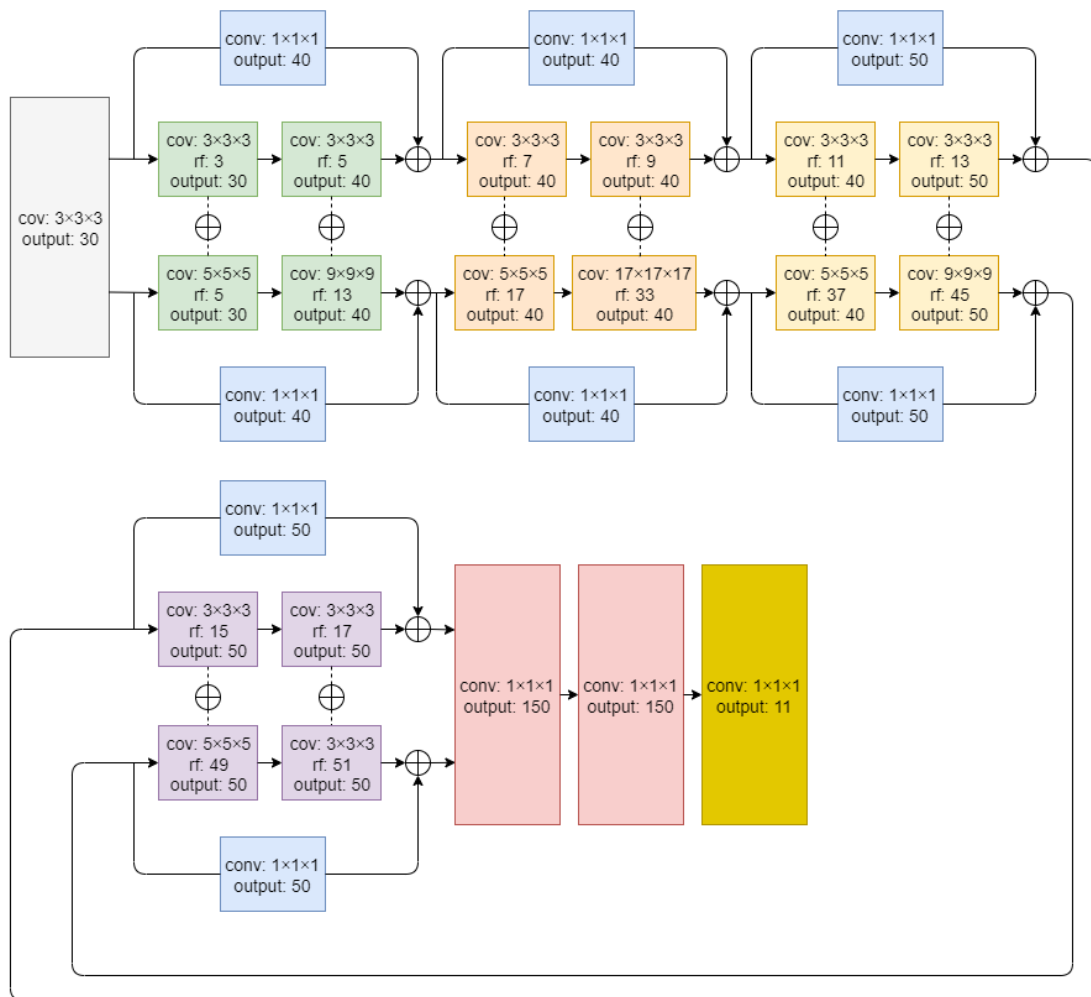 conv: 1×1×1
output: 40
conv: 1×1×1
output: 40
conv: 1×1×1
output: 50
cov: 3×3×3
output: 30
cov: 3×3×3
rf: 3
output: 30
cov: 3×3×3
rf: 5
output: 40
cov: 3×3×3
rf: 7
output: 40
cov: 3×3×3
rf: 9
output: 40
cov: 3×3×3
rf: 11
output: 40
cov: 3×3×3
rf: 13
output: 50
cov: 5×5×5
rf: 5
output: 30
cov: 9×9×9
rf: 13
output: 40
cov: 5×5×5
rf: 17
output: 40
cov: 17×17×17
rf: 33
output: 40
cov: 5×5×5
rf: 37
output: 40
cov: 9×9×9
rf: 45
output: 50
conv: 1×1×1
output: 40
conv: 1×1×1
output: 40
conv: 1×1×1
output: 50
conv: 1×1×1
output: 50
cov: 3×3×3
rf: 15
output: 50
cov: 3×3×3
rf: 17
output: 50
conv: 1×1×1
output: 150
conv: 1×1×1
output: 150
conv: 1×1×1
output: 11
cov: 5×5×5
rf: 49
output: 50
cov: 3×3×3
rf: 51
output: 50
conv: 1×1×1
output: 50